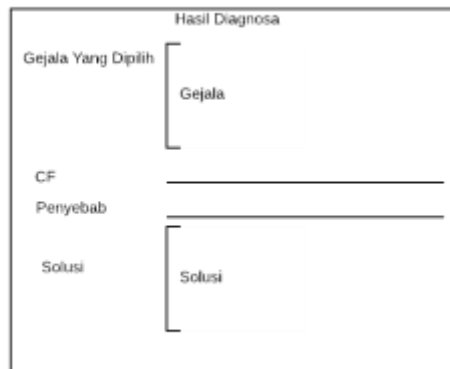 Hasil Diagnosa
Gejala Yang Dipilih
Gejala
CF
Penyebab
Solusi
Solusi